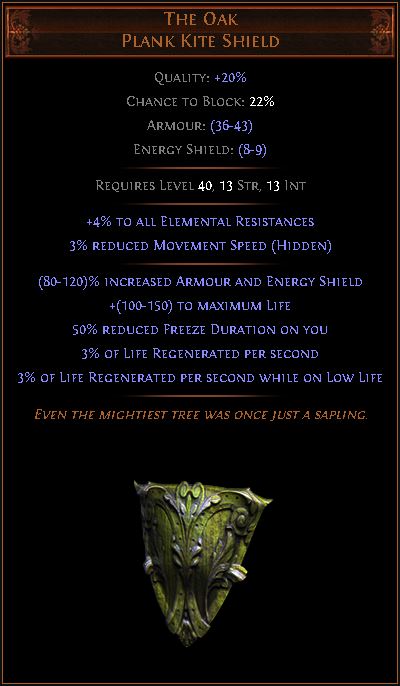 The Oak
Plank Kite Shield
Quality: +20%
Chance to Block: 22%
Armour: (36-43)
Energy Shield: (8-9)
Requires Level 40, 13 Str, 13 Int
+4% to all Elemental Resistances
3% reduced Movement Speed (Hidden)
(80-120)% increased Armour and Energy Shield
+(100-150) to maximum Life
50% reduced Freeze Duration on you
3% of Life Regenerated per second
3% of Life Regenerated per second while on Low Life
Even the mightiest tree was once just a sapling.